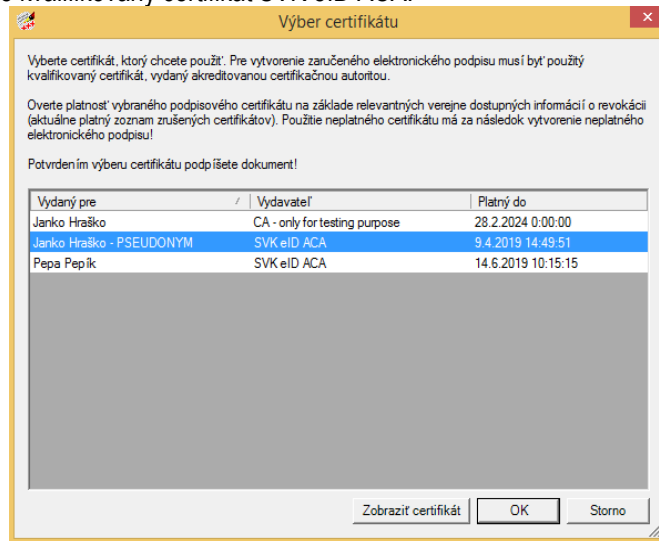 kvalifikovaný certifikát SVK eID ACA.
Výber certifikátu
Vyberte certifikát, ktorý chcete použiť. Pre vytvorenie zaručeného elektronického podpisu musí byť použitý
kvalifikovaný certifikát, vydaný akreditovanou certifikačnou autoritou.
Overte platnosť vybraného podpisového certifikátu na základe relevantných verejne dostupných informácií o revokácii
(aktuálne platný zoznam zrušených certifikátov). Použitie neplatného certifikátu má za následok vytvorenie neplatného
elektronického podpisu!
Potvrdením výberu certifikátu podpíšete dokument!
Vydaný pre Vydavateľ Platný do
Janko Hraško CA - only for testing purpose 28.2.2024 0:00:00
Janko Hraško - PSEUDONYM SVK eID ACA 9.4.2019 14:49:51
Pepa Pepík SVK eID ACA 14.6.2019 10:15:15
Zobraziť certifikát OK Storno